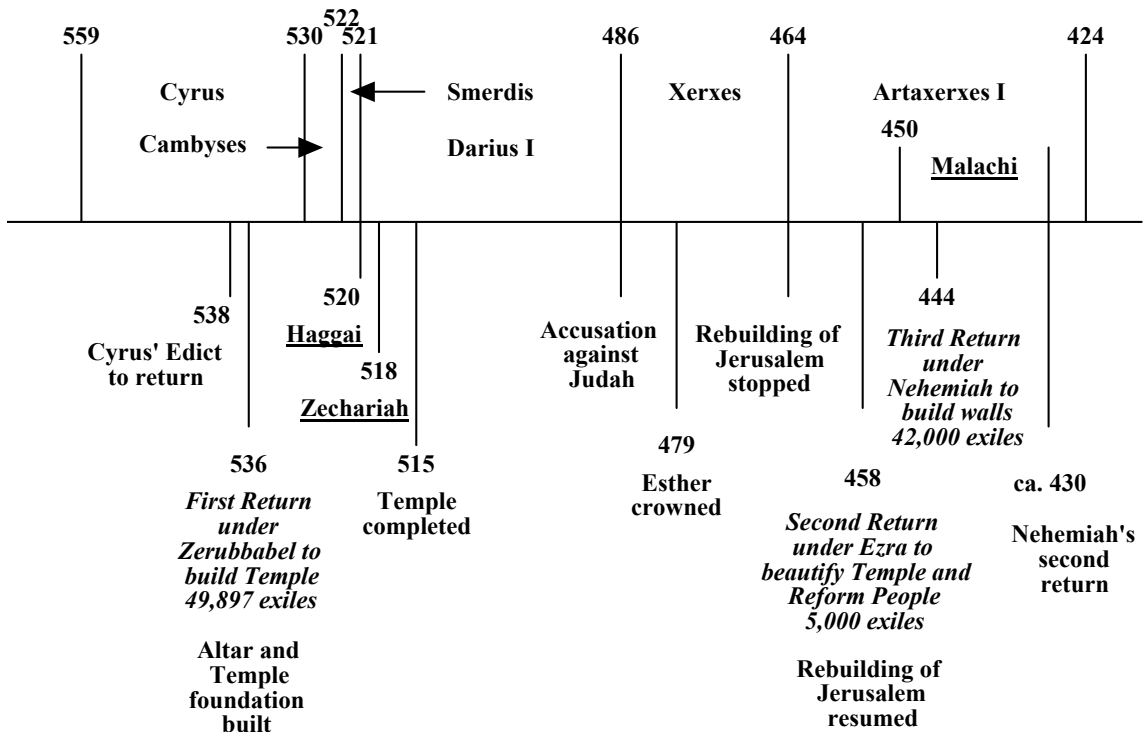 522
559
530
521
486
464
424
Cyrus
Smerdis
Xerxes
Artaxerxes I
Cambyses
Darius I
450
Malachi
538
Cyrus' Edict
to return
520
Haggai
518
Zechariah
536
First Return
under
Zerubbabel to
build Temple
49,897 exiles
Altar and
Temple
foundation
built
515
Temple
completed
Accusation
against
Judah
479
Esther
crowned
Rebuilding of
Jerusalem
stopped
458
Second Return
under Ezra to
beautify Temple and
Reform People
5,000 exiles
Rebuilding of
Jerusalem
resumed
444
Third Return
under
Nehemiah to
build walls
42,000 exiles
ca. 430
Nehemiah's
second
return